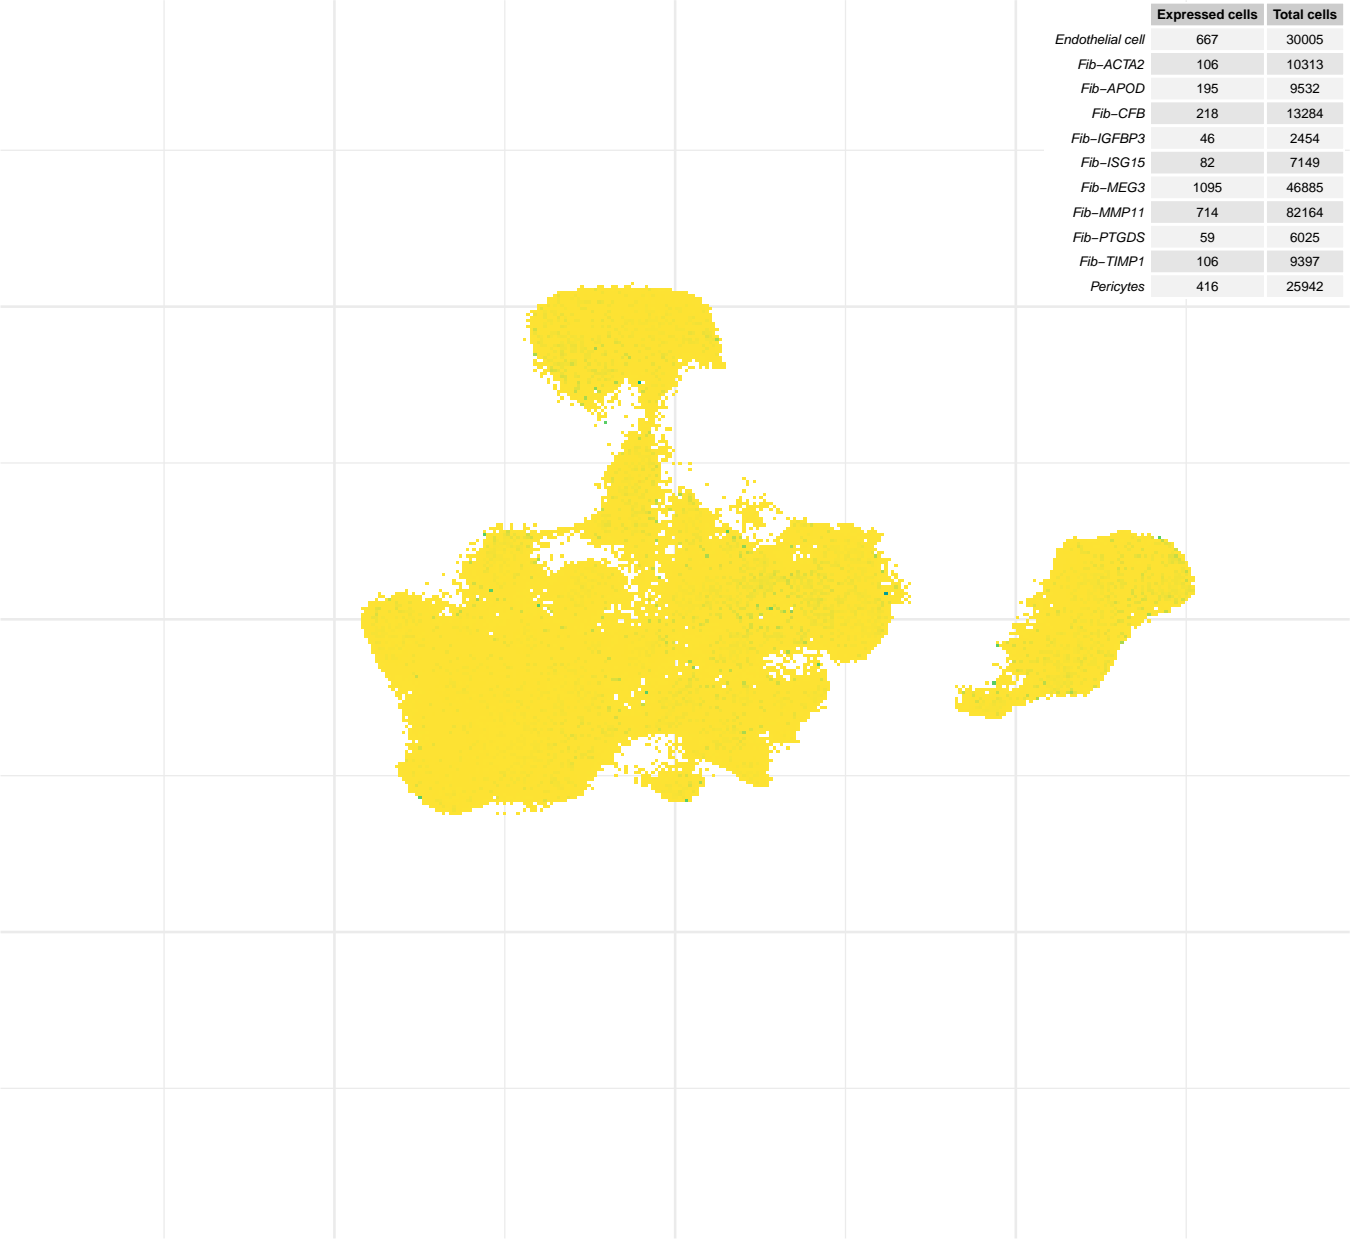 Expressed cells Total cells
Endothelial cell 667 30005
Fib−ACTA2 106 10313
Fib−APOD 195 9532
Fib−CFB 218 13284
Fib−IGFBP3 46 2454
Fib−ISG15 82 7149
Fib−MEG3 1095 46885
Fib−MMP11 714 82164
Fib−PTGDS 59 6025
Fib−TIMP1 106 9397
Pericytes 416 25942